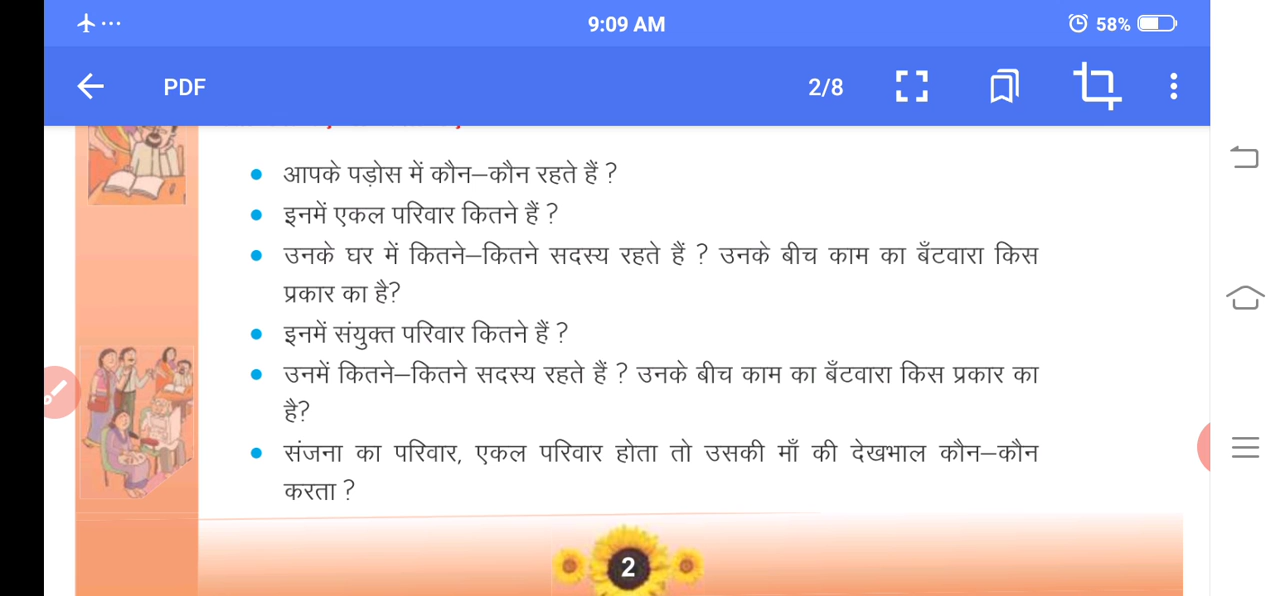 9:09 AM
58%
PDF
2/8
आपके पड़ोस में कौन–कौन रहते हैं ?
इनमें एकल परिवार कितने हैं ?
उनके घर में कितने–कितने सदस्य रहते हैं ? उनके बीच काम का बँटवारा किस
प्रकार का है?
इनमें संयुक्त परिवार कितने हैं ?
उनमें कितने–कितने सदस्य रहते हैं ? उनके बीच काम का बँटवारा किस प्रकार का
है?
संजना का परिवार, एकल परिवार होता तो उसकी माँ की देखभाल कौन–कौन
करता ?
2